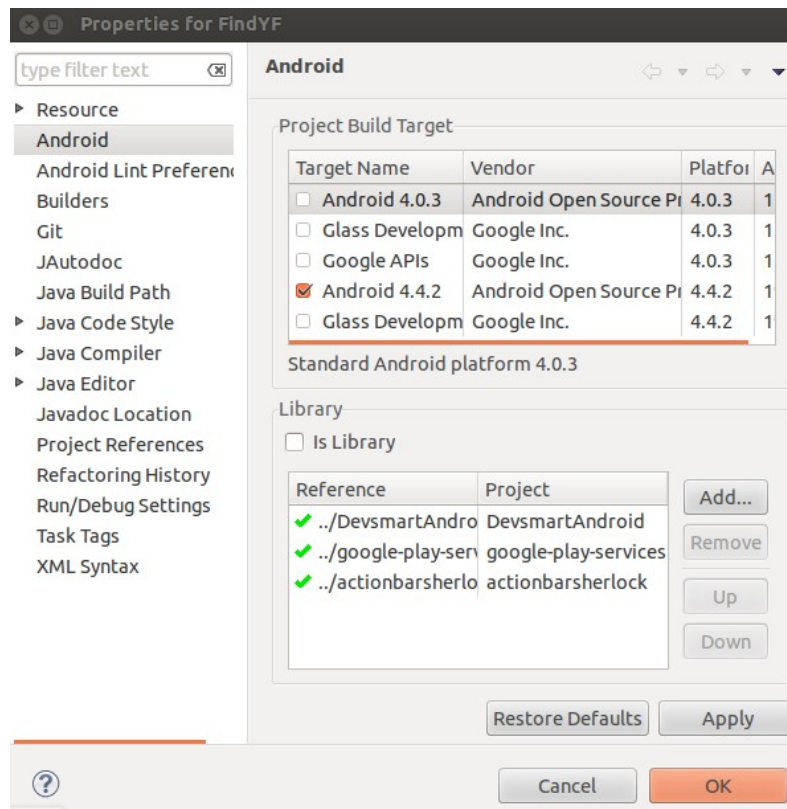 Properties for FindYF
type filter text
Resource
Android
Android Lint Preferen
Builders
Git
JAutodoc
Java Build Path
Java Code Style
Java Compiler
Java Editor
Javadoc Location
Project References
Refactoring History
Run/Debug Settings
Task Tags
XML Syntax
Android
Project Build Target
Target Name Vendor Platfor A
Android 4.0.3 Android Open Source Pr 4.0.3 1
Glass Developm Google Inc. 4.0.3 1
Google APIs Google Inc. 4.0.3 1
Android 4.4.2 Android Open Source Pr 4.4.2 1
Glass Developm Google Inc. 4.4.2 1
Standard Android platform 4.0.3
Library
Is Library
Reference Project
../DevsmartAndro DevsmartAndroid
../google-play-serv google-play-services
../actionbarsherlo actionbarsherlock
Add...
Remove
Up
Down
Restore Defaults Apply
? Cancel OK